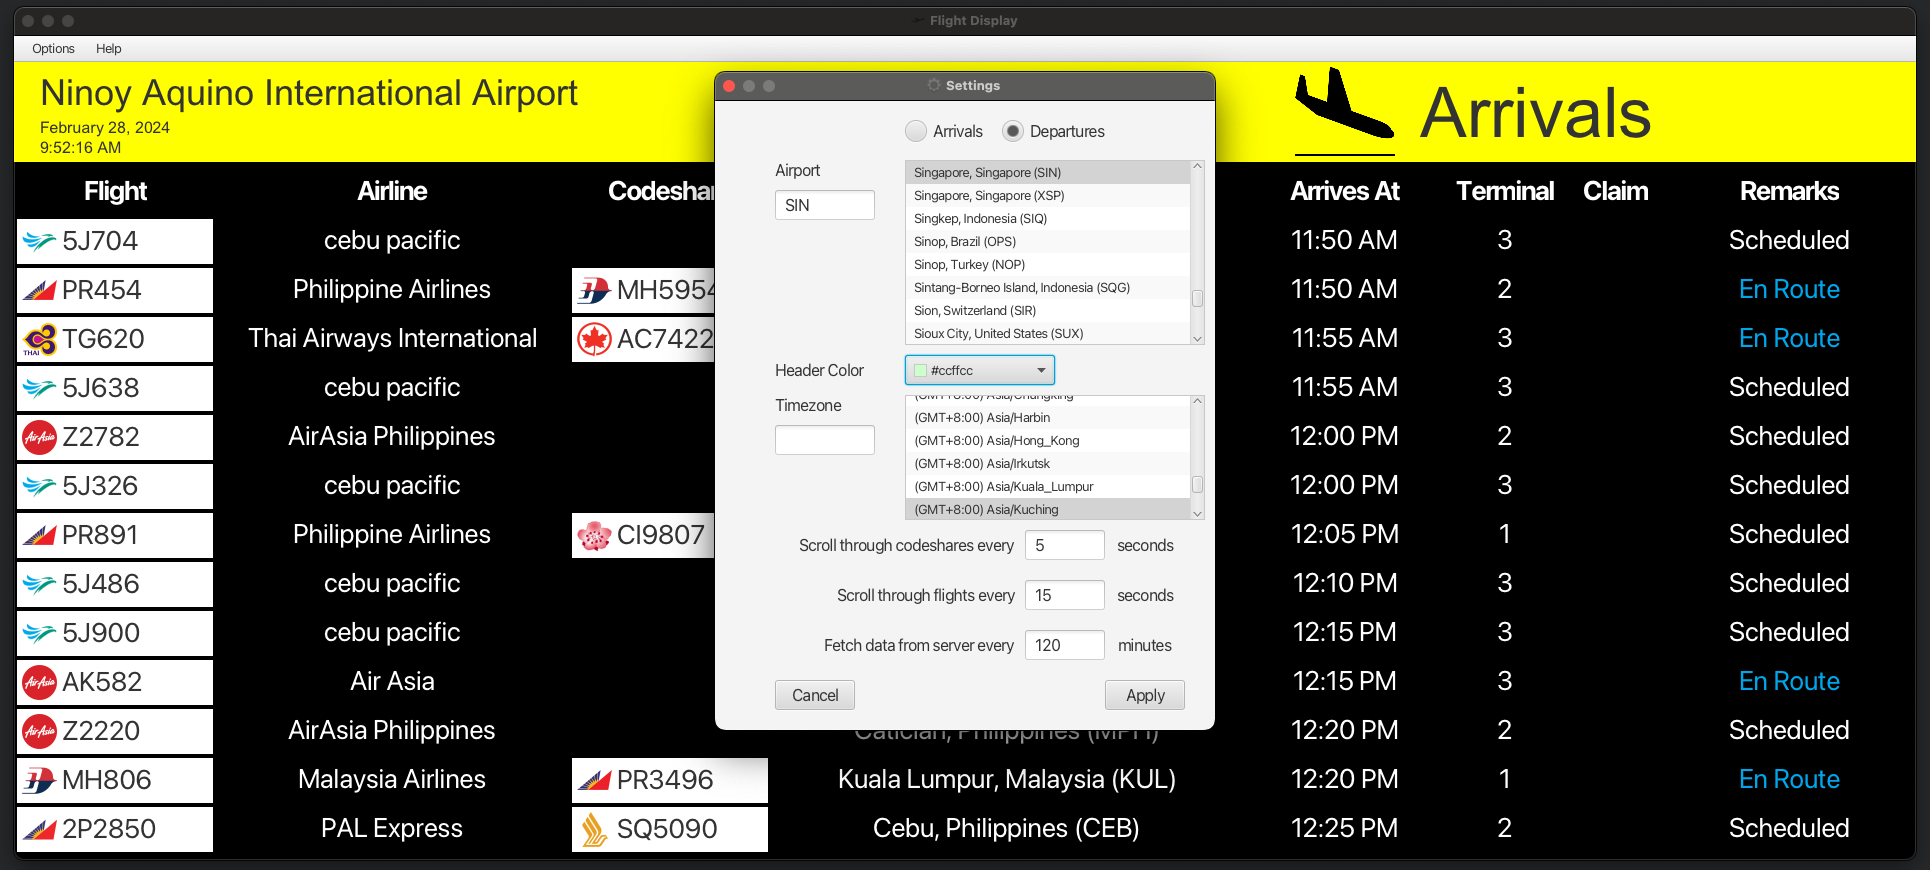 Flight Display
Options Help
Ninoy Aquino International Airport
February 28, 2024
9:52:16 AM
Arrivals
Flight Airline Arrives At Terminal Claim Remarks
5J704 cebu pacific 11:50 AM 3 Scheduled
PR454 Philippine Airlines MH5954 11:50 AM 2 En Route
THAI TG620 Thai Airways International AC7422 11:55 AM 3 En Route
5J638 cebu pacific 11:55 AM 3 Scheduled
AirAsia Z2782 AirAsia Philippines 12:00 PM 2 Scheduled
5J326 cebu pacific 12:00 PM 3 Scheduled
PR891 Philippine Airlines CI9807 12:05 PM 1 Scheduled
5J486 cebu pacific 12:10 PM 3 Scheduled
5J900 cebu pacific 12:15 PM 3 Scheduled
AirAsia AK582 Air Asia 12:15 PM 3 En Route
AirAsia Z2220 AirAsia Philippines 12:20 PM 2 Scheduled
MH806 Malaysia Airlines PR3496 Kuala Lumpur, Malaysia (KUL) 12:20 PM 1 En Route
2P2850 PAL Express SQ5090 Cebu, Philippines (CEB) 12:25 PM 2 Scheduled
Settings
Arrivals Departures
Airport
SIN
Singapore, Singapore (SIN)
Singapore, Singapore (XSP)
Singkep, Indonesia (SIQ)
Sinop, Brazil (OPS)
Sinop, Turkey (NOP)
Sintang-Borneo Island, Indonesia (SQG)
Sion, Switzerland (SIR)
Sioux City, United States (SUX)
Header Color #ccffcc
Timezone
(GMT+8:00) Asia/Chungking
(GMT+8:00) Asia/Harbin
(GMT+8:00) Asia/Hong_Kong
(GMT+8:00) Asia/Irkutsk
(GMT+8:00) Asia/Kuala_Lumpur
(GMT+8:00) Asia/Kuching
Scroll through codeshares every 5 seconds
Scroll through flights every 15 seconds
Fetch data from server every 120 minutes
Cancel Apply